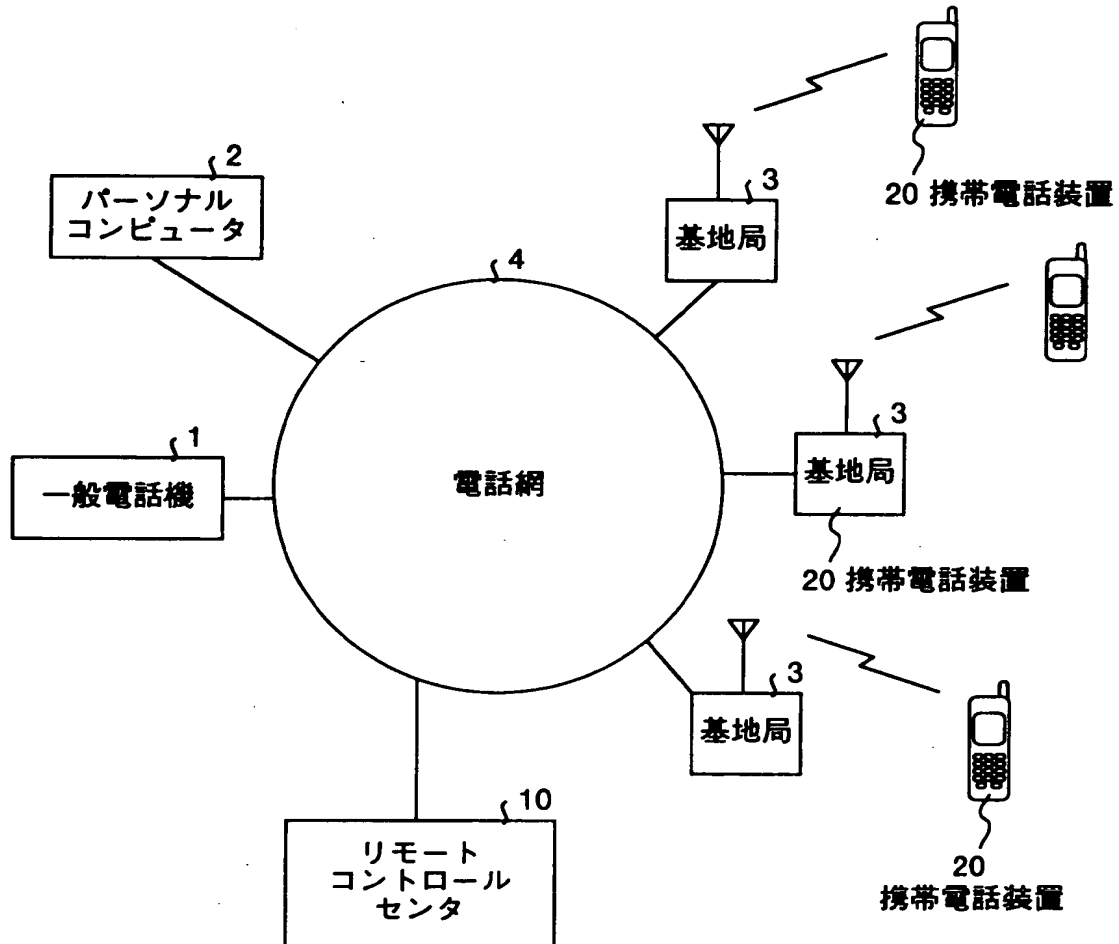 20 携帯電話装置
2
パーソナル
コンピュータ
3
基地局
4
1
一般電話機
電話網
3
基地局
20 携帯電話装置
3
基地局
10
リモート
コントロール
センタ
20
携帯電話装置